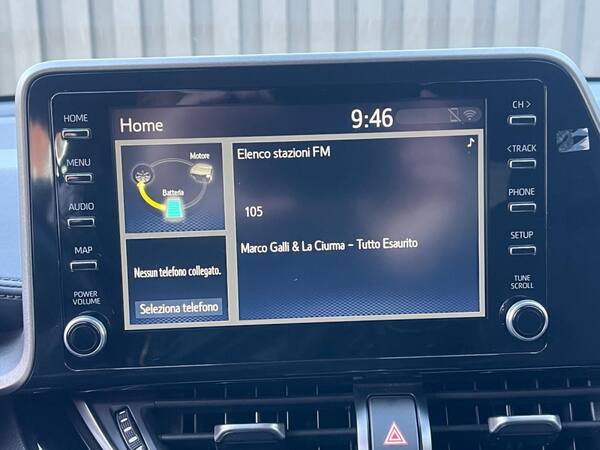 HOME
MENU
AUDIO
MAP
POWER
VOLUME
Home
9:46
Motore
Batteria
Nessun telefono collegato.
Seleziona telefono
Elenco stazioni FM
105
Marco Galli & La Ciurma - Tutto Esaurito
CH >
< TRACK
PHONE
SETUP
TUNE
SCROLL